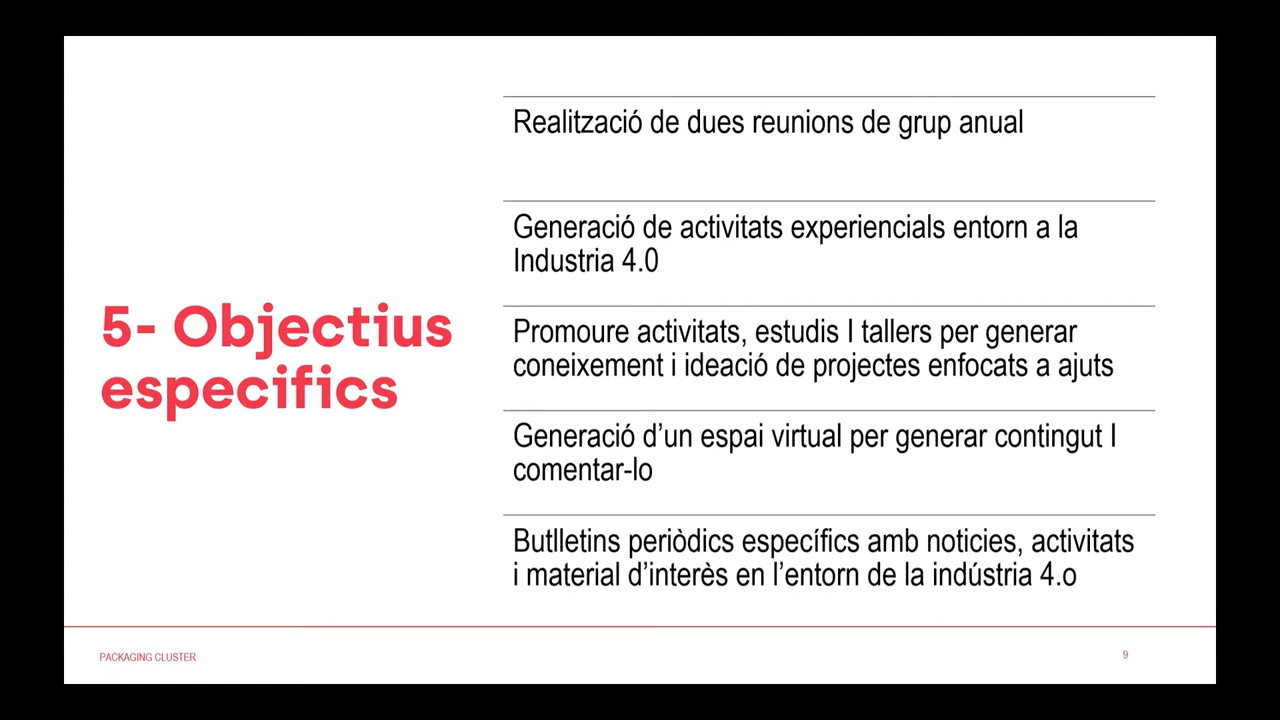 5- Objectius
especifics
Realització de dues reunions de grup anual
Generació de activitats experiencials entorn a la
Industria 4.0
Promoure activitats, estudis I tallers per generar
coneixement i ideació de projectes enfocats a ajuts
Generació d’un espai virtual per generar contingut I
comentar-lo
Butlletins periòdics específics amb noticies, activitats
i material d’interès en l’entorn de la indústria 4.o
PACKAGING CLUSTER
9